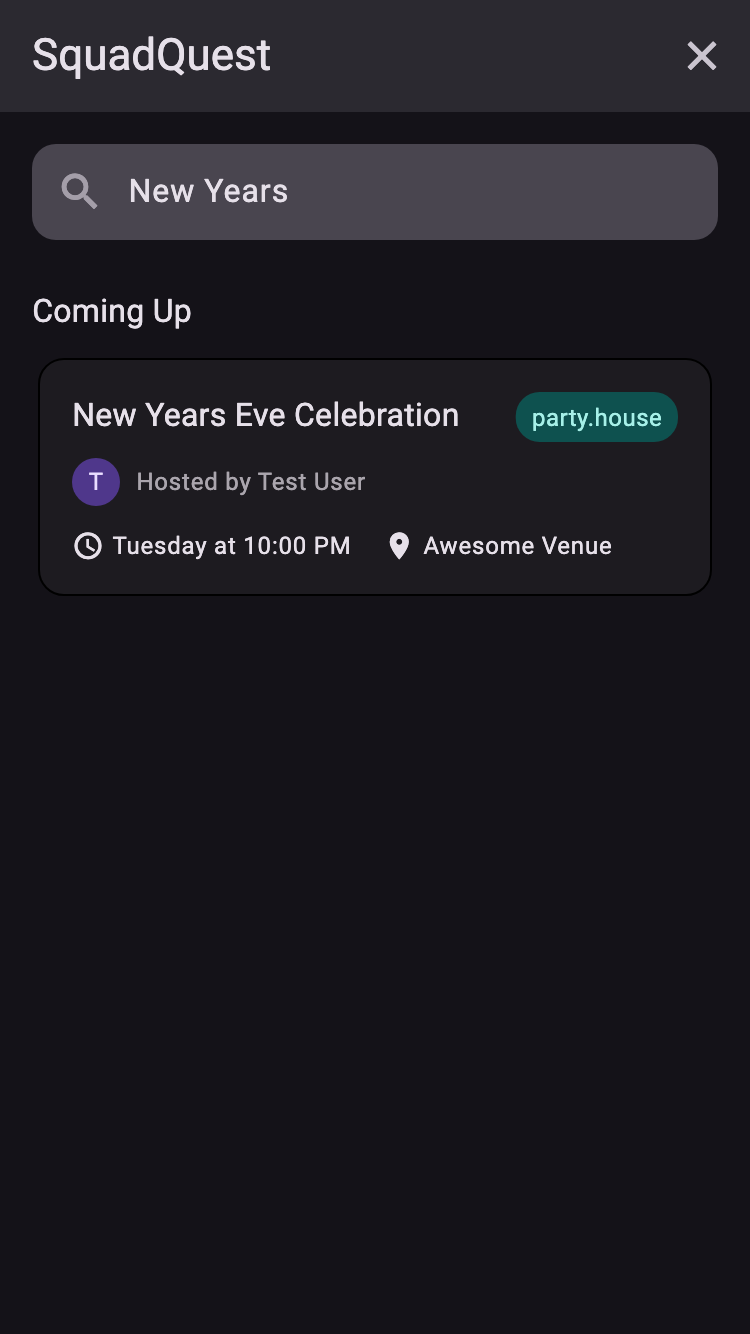 SquadQuest
New Years
Coming Up
New Years Eve Celebration party.house
T Hosted by Test User
Tuesday at 10:00 PM Awesome Venue